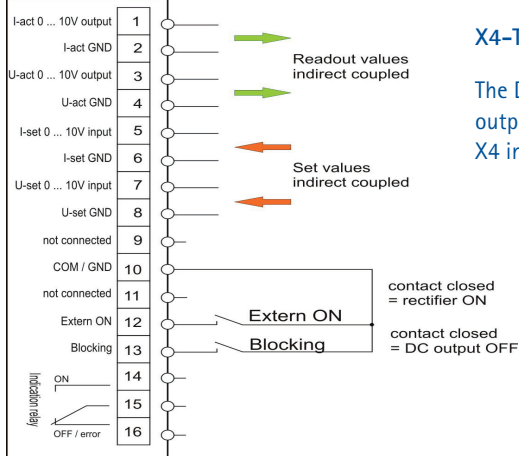 I-act 0 ... 10V output 1
I-act GND 2
U-act 0 ... 10V output 3
U-act GND 4
I-set 0 ... 10V input 5
I-set GND 6
U-set 0 ... 10V input 7
U-set GND 8
not connected 9
COM / GND 10
not connected 11
Extern ON 12
Blocking 13
Indication relay
ON 14
15
OFF / error 16
Readout values
indirect coupled
Set values
indirect coupled
Extern ON
Blocking
contact closed
= rectifier ON
contact closed
= DC output OFF
X4-T
The D
outp
X4 in